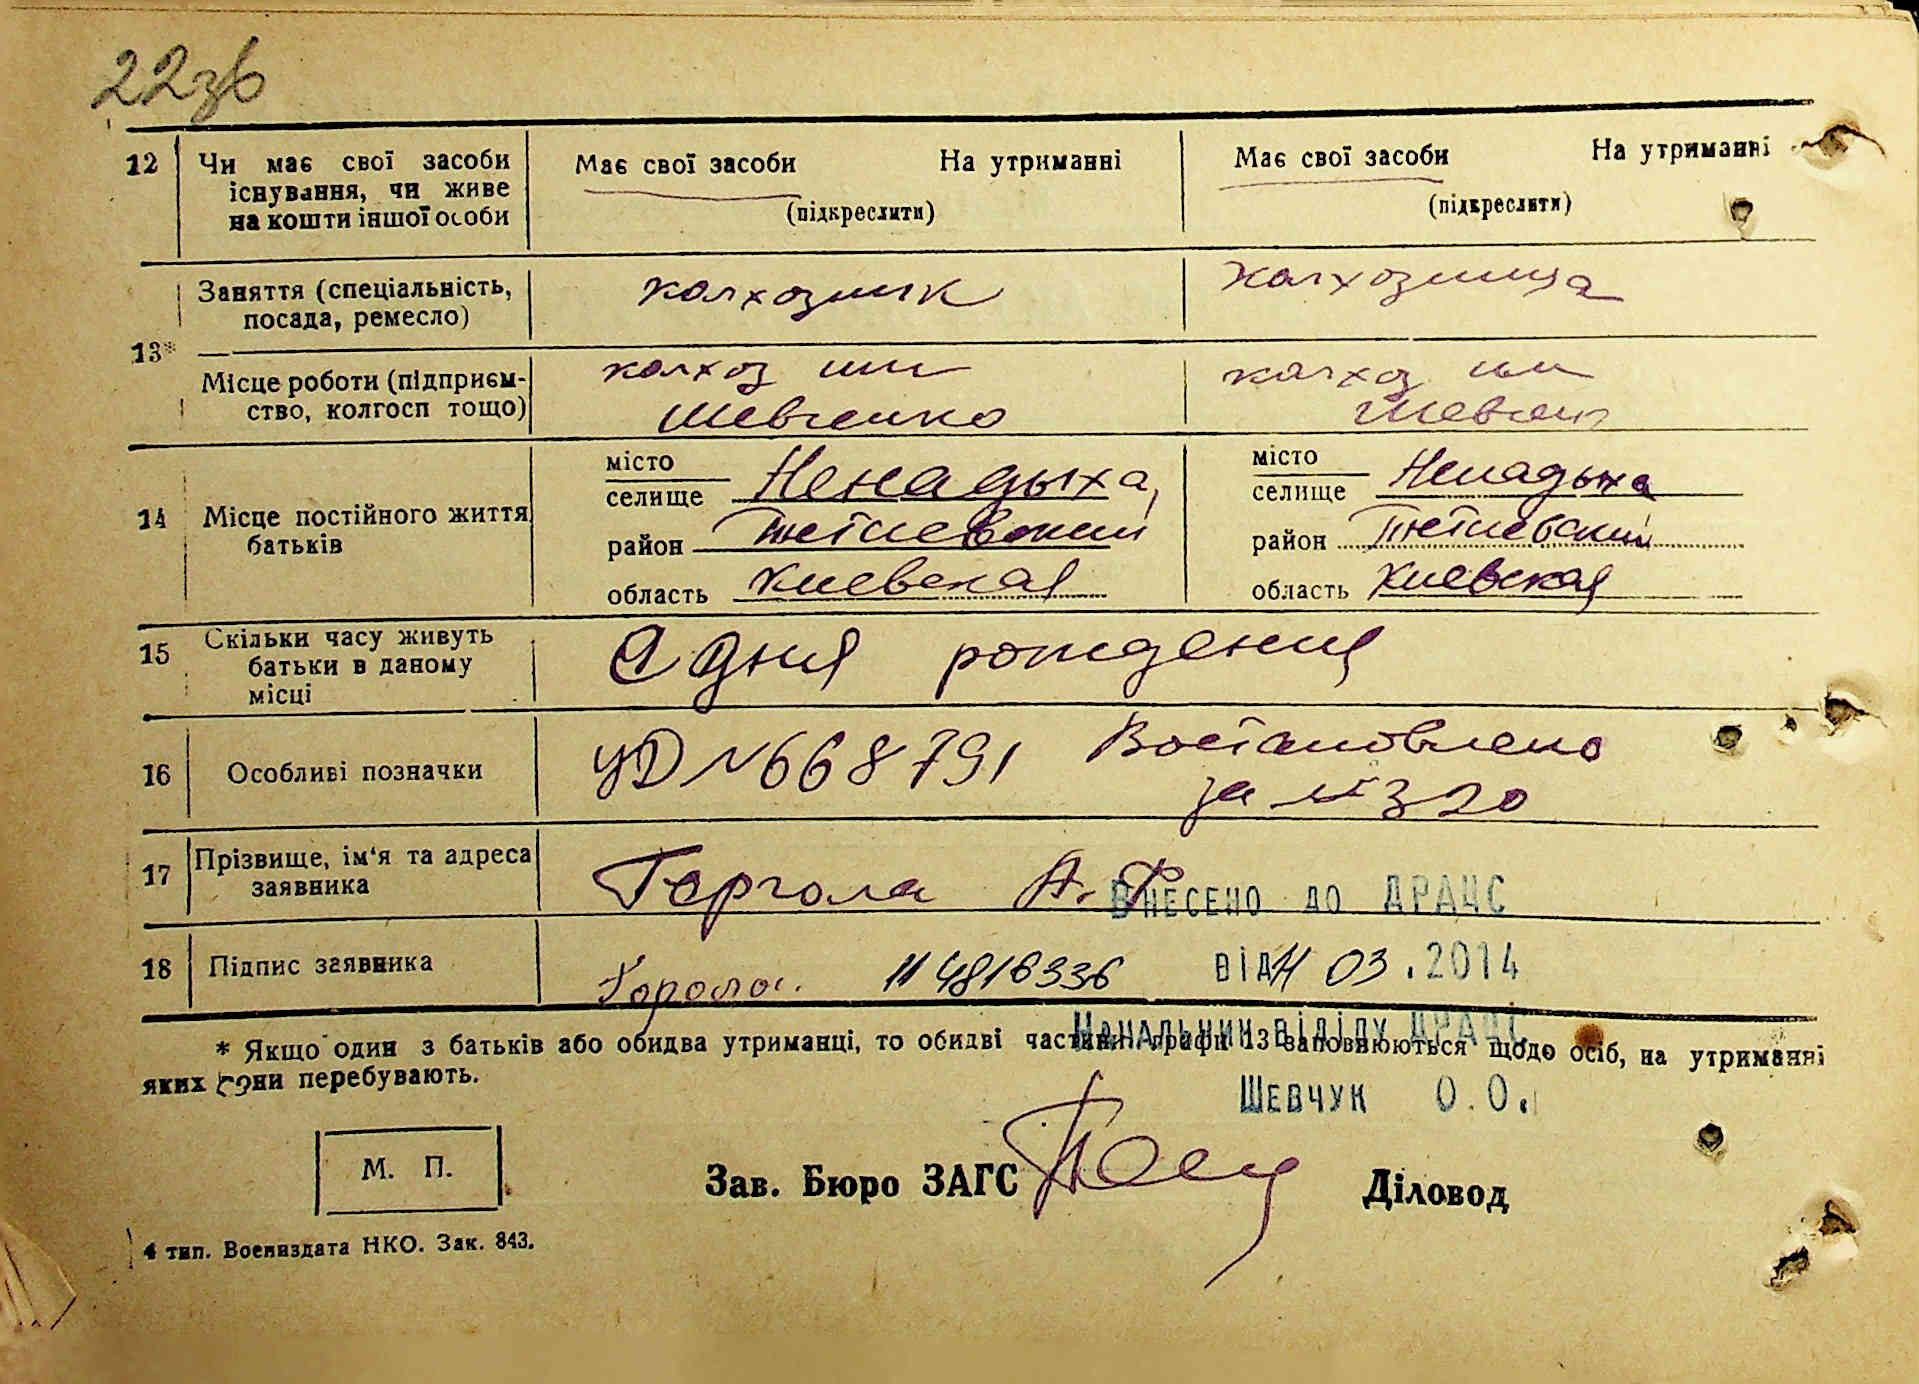 22зв
12 Чи має свої засоби існування, чи живе на кошти іншої особи
Має свої засоби На утриманні
(підкреслити)
Має свої засоби На утриманні
(підкреслити)
13*
Заняття (спеціальність, посада, ремесло)
колхозник
колхозница
Місце роботи (підприєм-
ство, колгосп тощо)
колхоз им
Шевченко
колхоз им
14 Місце постійного життя батьків
місто
селище Ненадыха,
район Тетиевский
область Киевская
місто
селище Ненадыха
район Тетиевский
область Киевская
15 Скільки часу живуть батьки в даному місці
С дня рождения
16 Особливі позначки
УД №668791 Востановлено
за №320
17 Прізвище, ім'я та адреса заявника
Горгола А.
ВНЕСЕНО ДО ДРАЦС
18 Підпис заявника
114816336
ВІД 11 03.2014
НАЧАЛЬНИК ВІДІЛУ ДРАЦС
* Якщо один з батьків або обидва утриманці, то обидві частини графи 13 заповнюються щодо осіб, на утриманні
яких вони перебувають.
ШЕВЧУК О.О.
М. П.
Зав. Бюро ЗАГС
Діловод
4 тип. Воениздата НКО. Зак. 843.